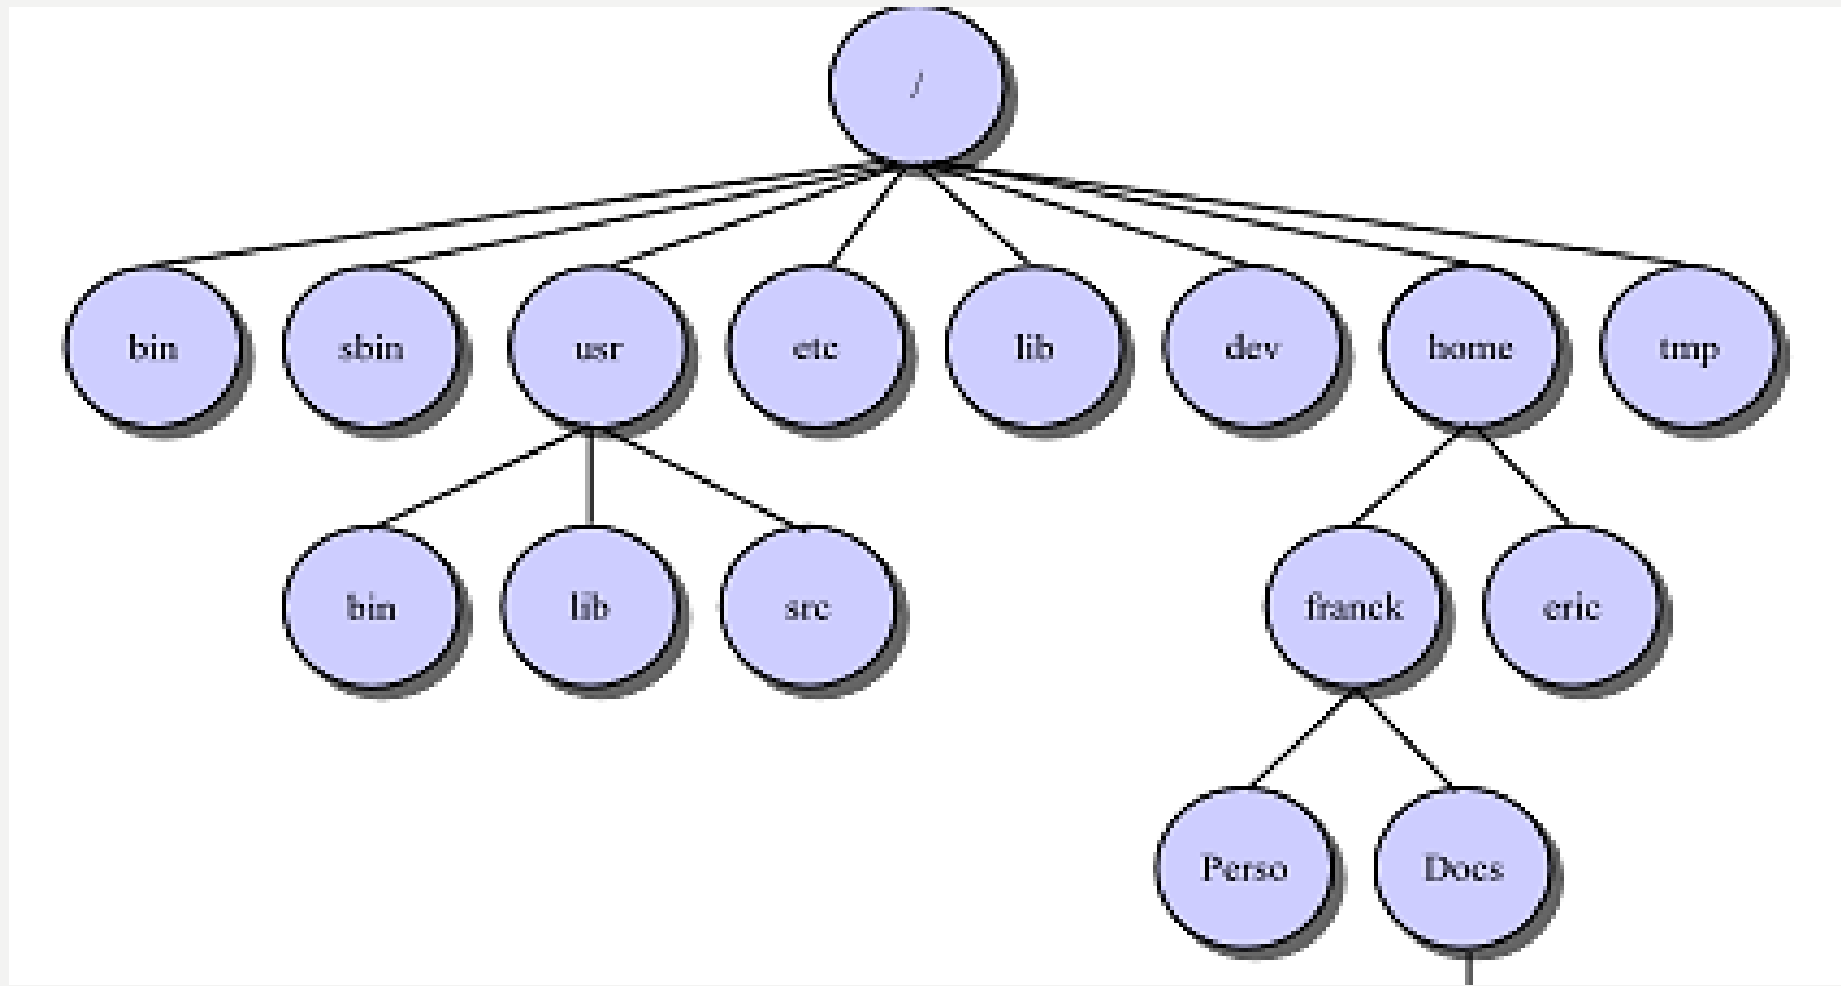 /
bin sbin usr etc lib dev home tmp
bin lib src franck eric
Perso Docs